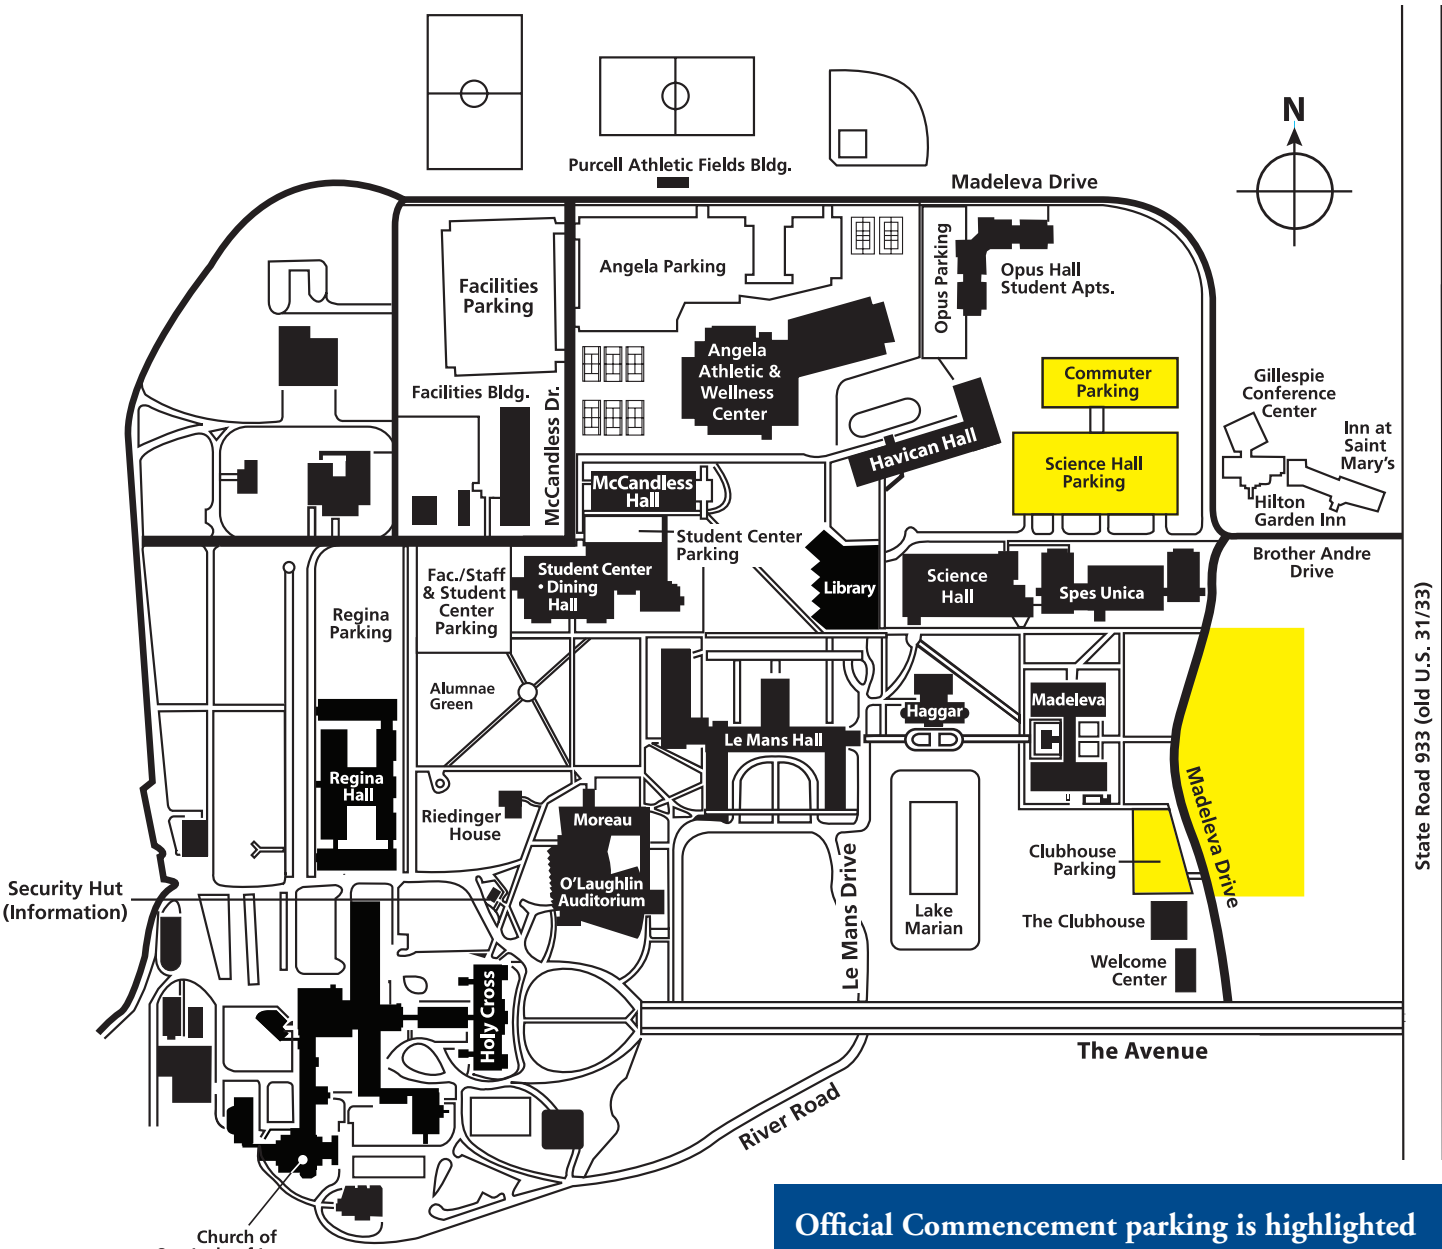 N
Purcell Athletic Fields Bldg.
Madeleva Drive
Angela Parking
Facilities
Parking
Opus Parking
Opus Hall
Student Apts.
Angela
Athletic &
Wellness
Center
Commuter
Parking
Gillespie
Conference
Center
Facilities Bldg.
McCandless Dr.
Havican Hall
Inn at
Saint
Mary's
Science Hall
Parking
McCandless
Hall
Hilton
Garden Inn
Student Center
Parking
Brother Andre
Drive
Fac./Staff
& Student
Center
Parking
Student Center
• Dining
Hall
Library
Science
Hall
Spes Unica
Regina
Parking
State Road 933 (old U.S. 31/33)
Alumnae
Green
Madeleva
Haggar
Le Mans Hall
Regina
Hall
Madeleva Drive
Riedinger
House
Moreau
Clubhouse
Parking
Le Mans Drive
Security Hut
(Information)
O'Laughlin
Auditorium
Lake
Marian
The Clubhouse
Welcome
Center
Holy Cross
The Avenue
River Road
Church of
Official Commencement parking is highlighted